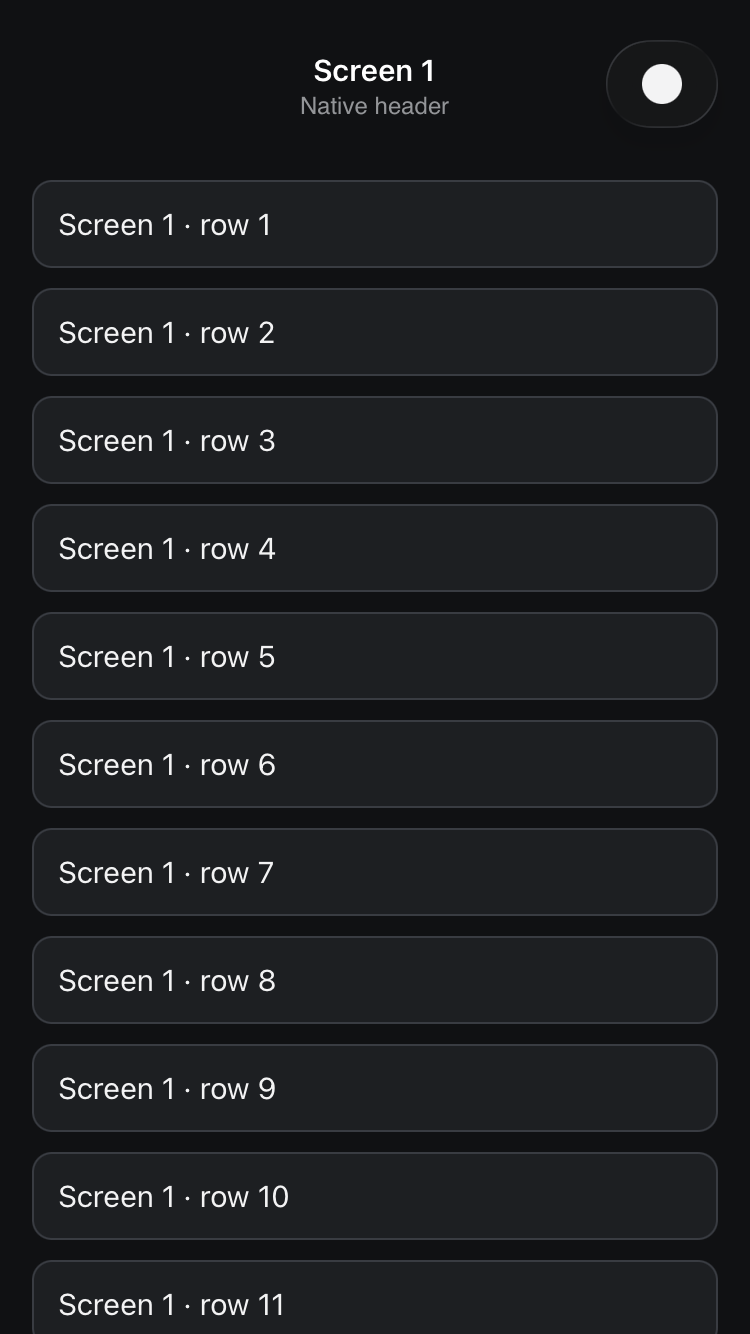 Screen 1
Native header
Screen 1 · row 1
Screen 1 · row 2
Screen 1 · row 3
Screen 1 · row 4
Screen 1 · row 5
Screen 1 · row 6
Screen 1 · row 7
Screen 1 · row 8
Screen 1 · row 9
Screen 1 · row 10
Screen 1 · row 11